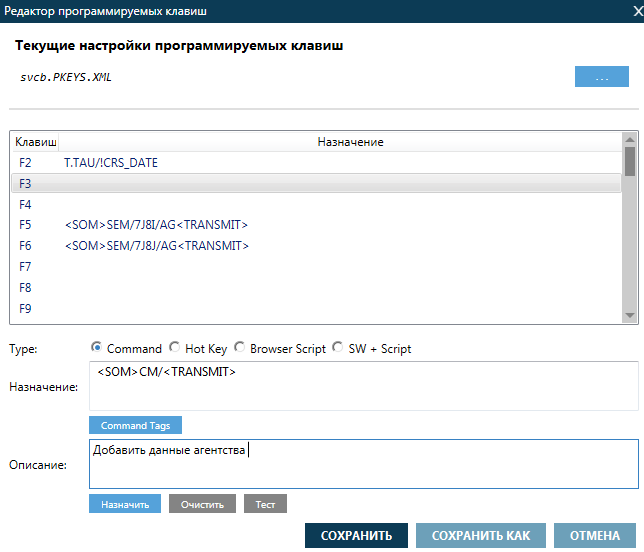 Редактор программируемых клавиш X
Текущие настройки программируемых клавиш
svcb.PKEYS.XML ...
Клавиш Назначение
F2 T.TAU/!CRS_DATE
F3
F4
F5 <SOM>SEM/7J8I/AG<TRANSMIT>
F6 <SOM>SEM/7J8J/AG<TRANSMIT>
F7
F8
F9
Type: Command Hot Key Browser Script SW + Script
Назначение: <SOM>CM/<TRANSMIT>
Command Tags
Описание: Добавить данные агентства
Назначить Очистить Тест
СОХРАНИТЬ СОХРАНИТЬ КАК ОТМЕНА